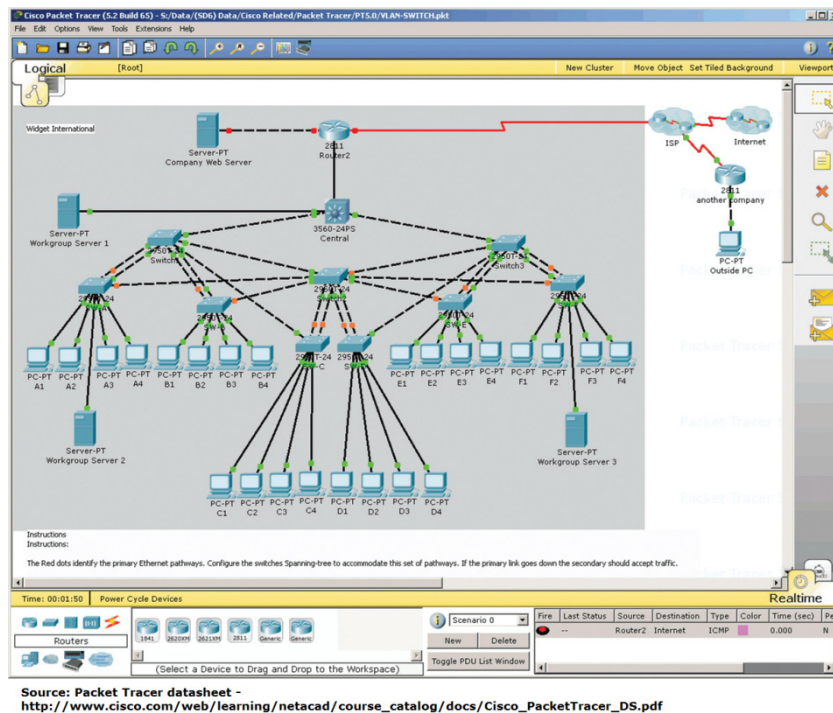 Cisco Packet Tracer (5.2 Build 65) - S:/Data/(SD6) Data/Cisco Related/Packet Tracer/PT5.0/VLAN-SWITCH.pkt
File Edit Options View Tools Extensions Help
Logical [Root] New Cluster Move Object Set Tiled Background Viewport
Widget International
Server-PT
Company Web Server
2811
Router2
ISP
Internet
2811
another company
PC-PT
Outside PC
Server-PT
Workgroup Server 1
3560-24PS
Central
2950T-24
Switch3
PC-PT
A1
PC-PT
A2
PC-PT
A3
PC-PT
A4
PC-PT
B1
PC-PT
B2
PC-PT
B3
PC-PT
B4
PC-PT
E1
PC-PT
E2
PC-PT
E3
PC-PT
E4
PC-PT
F1
PC-PT
F2
PC-PT
F3
PC-PT
F4
Server-PT
Workgroup Server 2
Server-PT
Workgroup Server 3
PC-PT
C1
PC-PT
C2
PC-PT
C3
PC-PT
C4
PC-PT
D1
PC-PT
D2
PC-PT
D3
PC-PT
D4
Instructions
Instructions:
The Red dots identify the primary Ethernet pathways. Configure the switches Spanning-tree to accommodate this set of pathways. If the primary link goes down the secondary should accept traffic.
Time: 00:01:50 Power Cycle Devices Realtime
Routers
1841 2620XM 2621XM 2811 Generic Generic
(Select a Device to Drag and Drop to the Workspace)
Scenario 0
New Delete
Toggle PDU List Window
Fire Last Status Source Destination Type Color Time (sec) Pe
-- Router2 Internet ICMP 0.000 N
Source: Packet Tracer datasheet -
http://www.cisco.com/web/learning/netacad/course_catalog/docs/Cisco_PacketTracer_DS.pdf